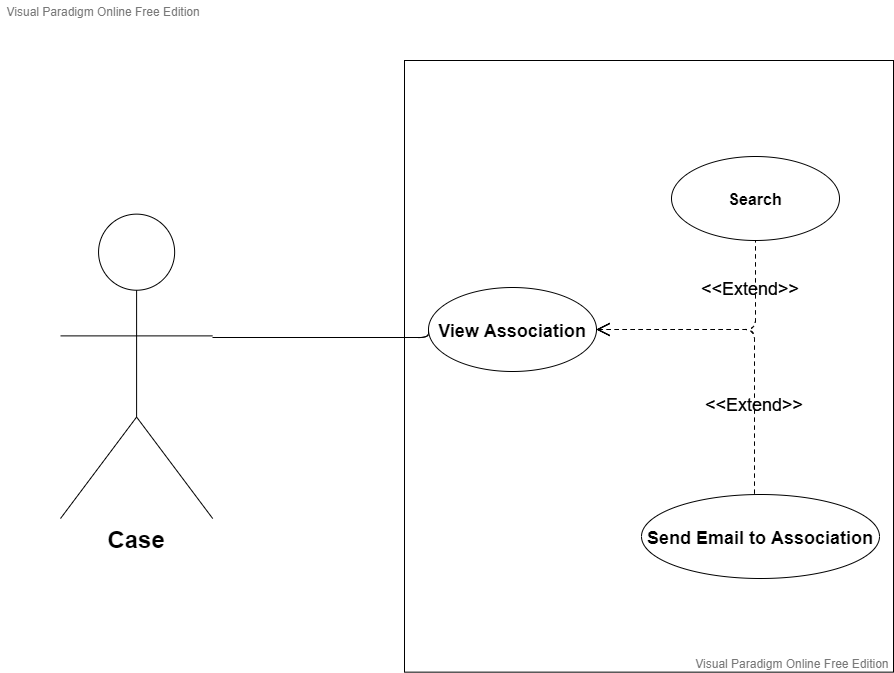 Visual Paradigm Online Free Edition
Search
<<Extend>>
View Association
<<Extend>>
Send Email to Association
Case
Visual Paradigm Online Free Edition